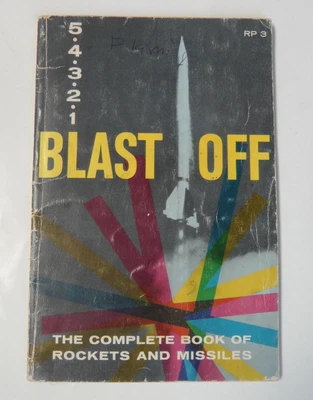 RP 3
5·4·3·2·1
BLAST OFF
THE COMPLETE BOOK OF
ROCKETS AND MISSILES